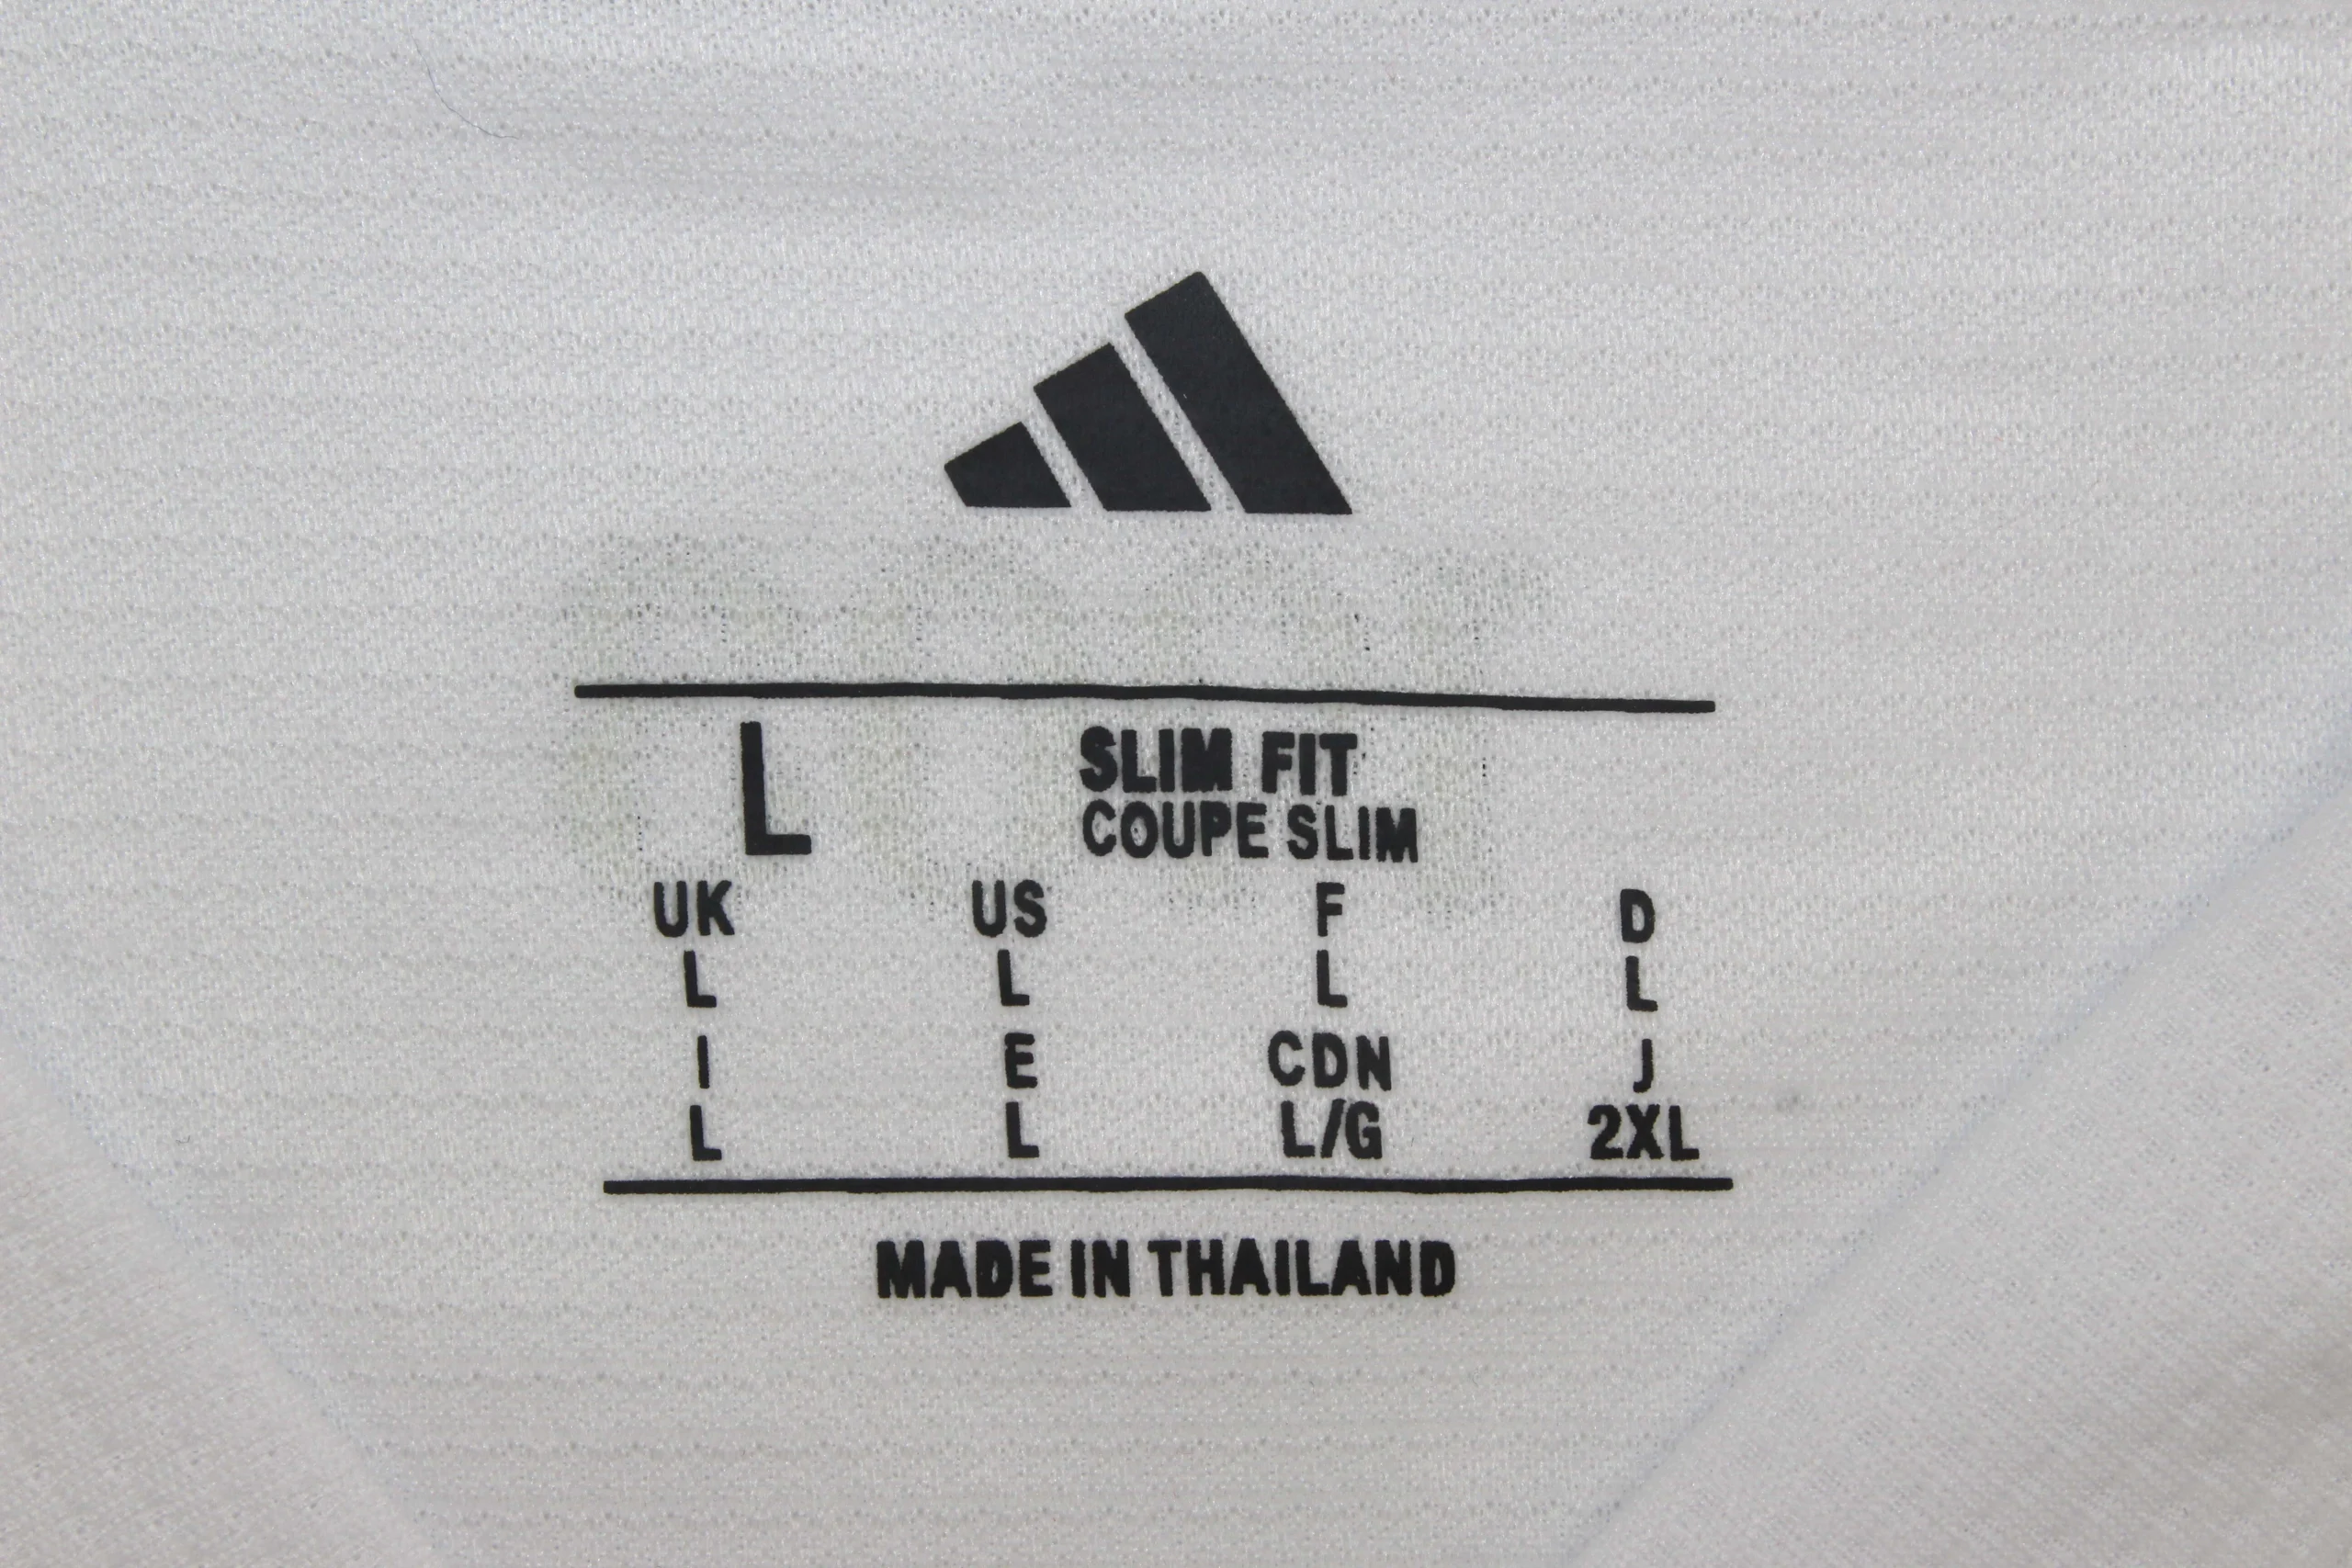 L SLIM FIT
COUPE SLIM
UK US F D
L L L L
I E CDN J
L L L/G 2XL
MADE IN THAILAND